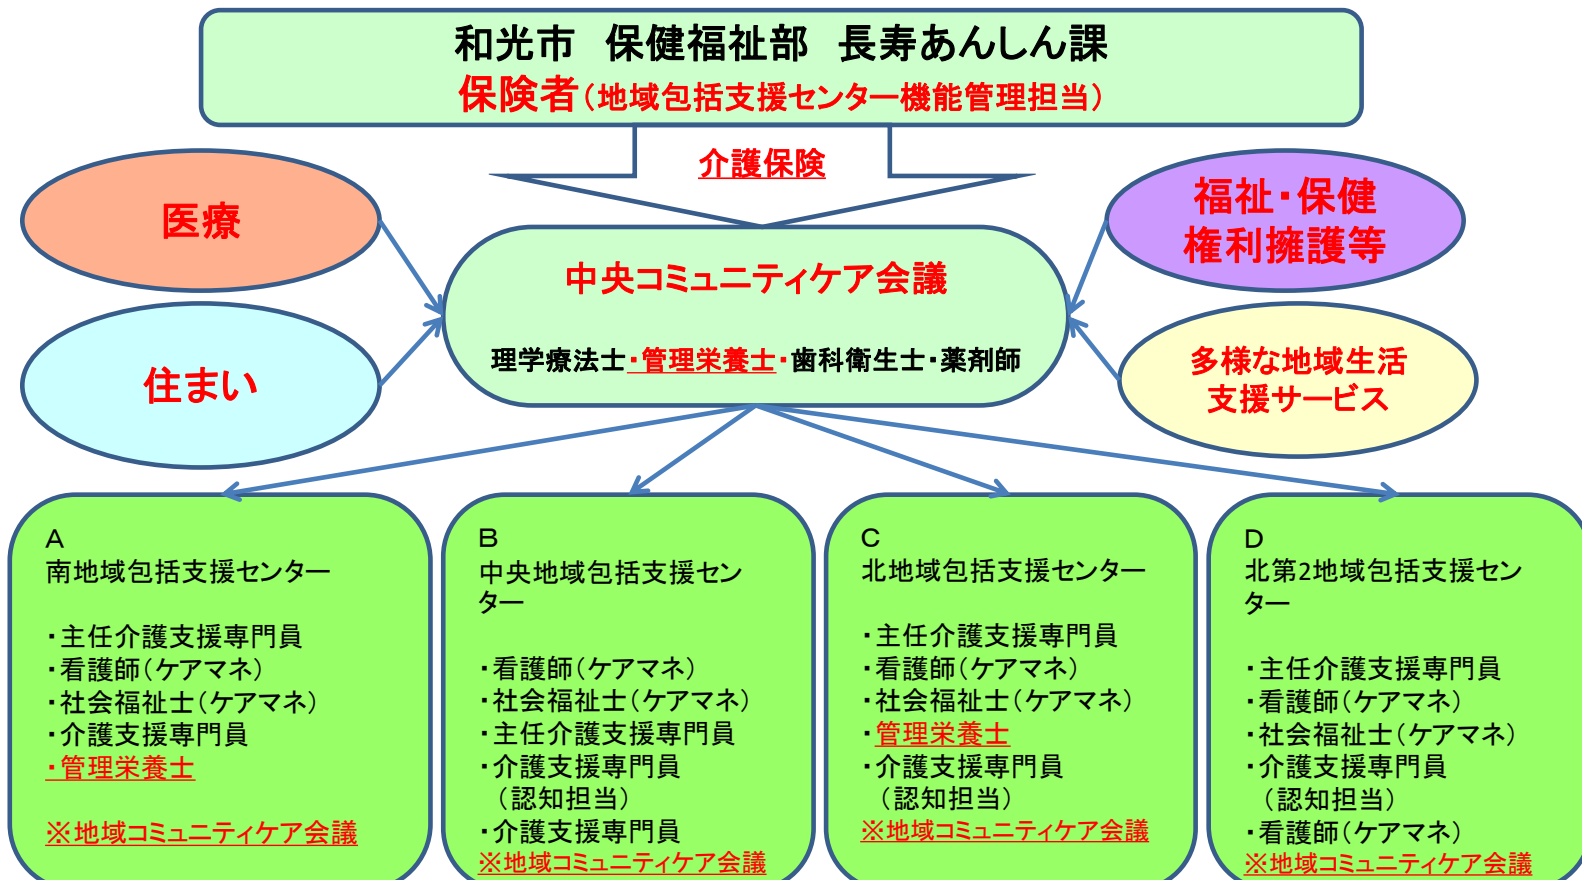 和光市　保健福祉部　長寿あんしん課
保険者（地域包括支援センター機能管理担当）
介護保険
医療
福祉・保健
権利擁護等
中央コミュニティケア会議
理学療法士・管理栄養士・歯科衛生士・薬剤師
住まい
多様な地域生活
支援サービス
A
南地域包括支援センター
・主任介護支援専門員
・看護師（ケアマネ）
・社会福祉士（ケアマネ）
・介護支援専門員
・管理栄養士
※地域コミュニティケア会議
B
中央地域包括支援セン
ター
・看護師（ケアマネ）
・社会福祉士（ケアマネ）
・主任介護支援専門員
・介護支援専門員
（認知担当）
・介護支援専門員
※地域コミュニティケア会議
C
北地域包括支援センター
・主任介護支援専門員
・看護師（ケアマネ）
・社会福祉士（ケアマネ）
・管理栄養士
・介護支援専門員
（認知担当）
※地域コミュニティケア会議
D
北第2地域包括支援セン
ター
・主任介護支援専門員
・看護師（ケアマネ）
・社会福祉士（ケアマネ）
・介護支援専門員
（認知担当）
・看護師（ケアマネ）
※地域コミュニティケア会議